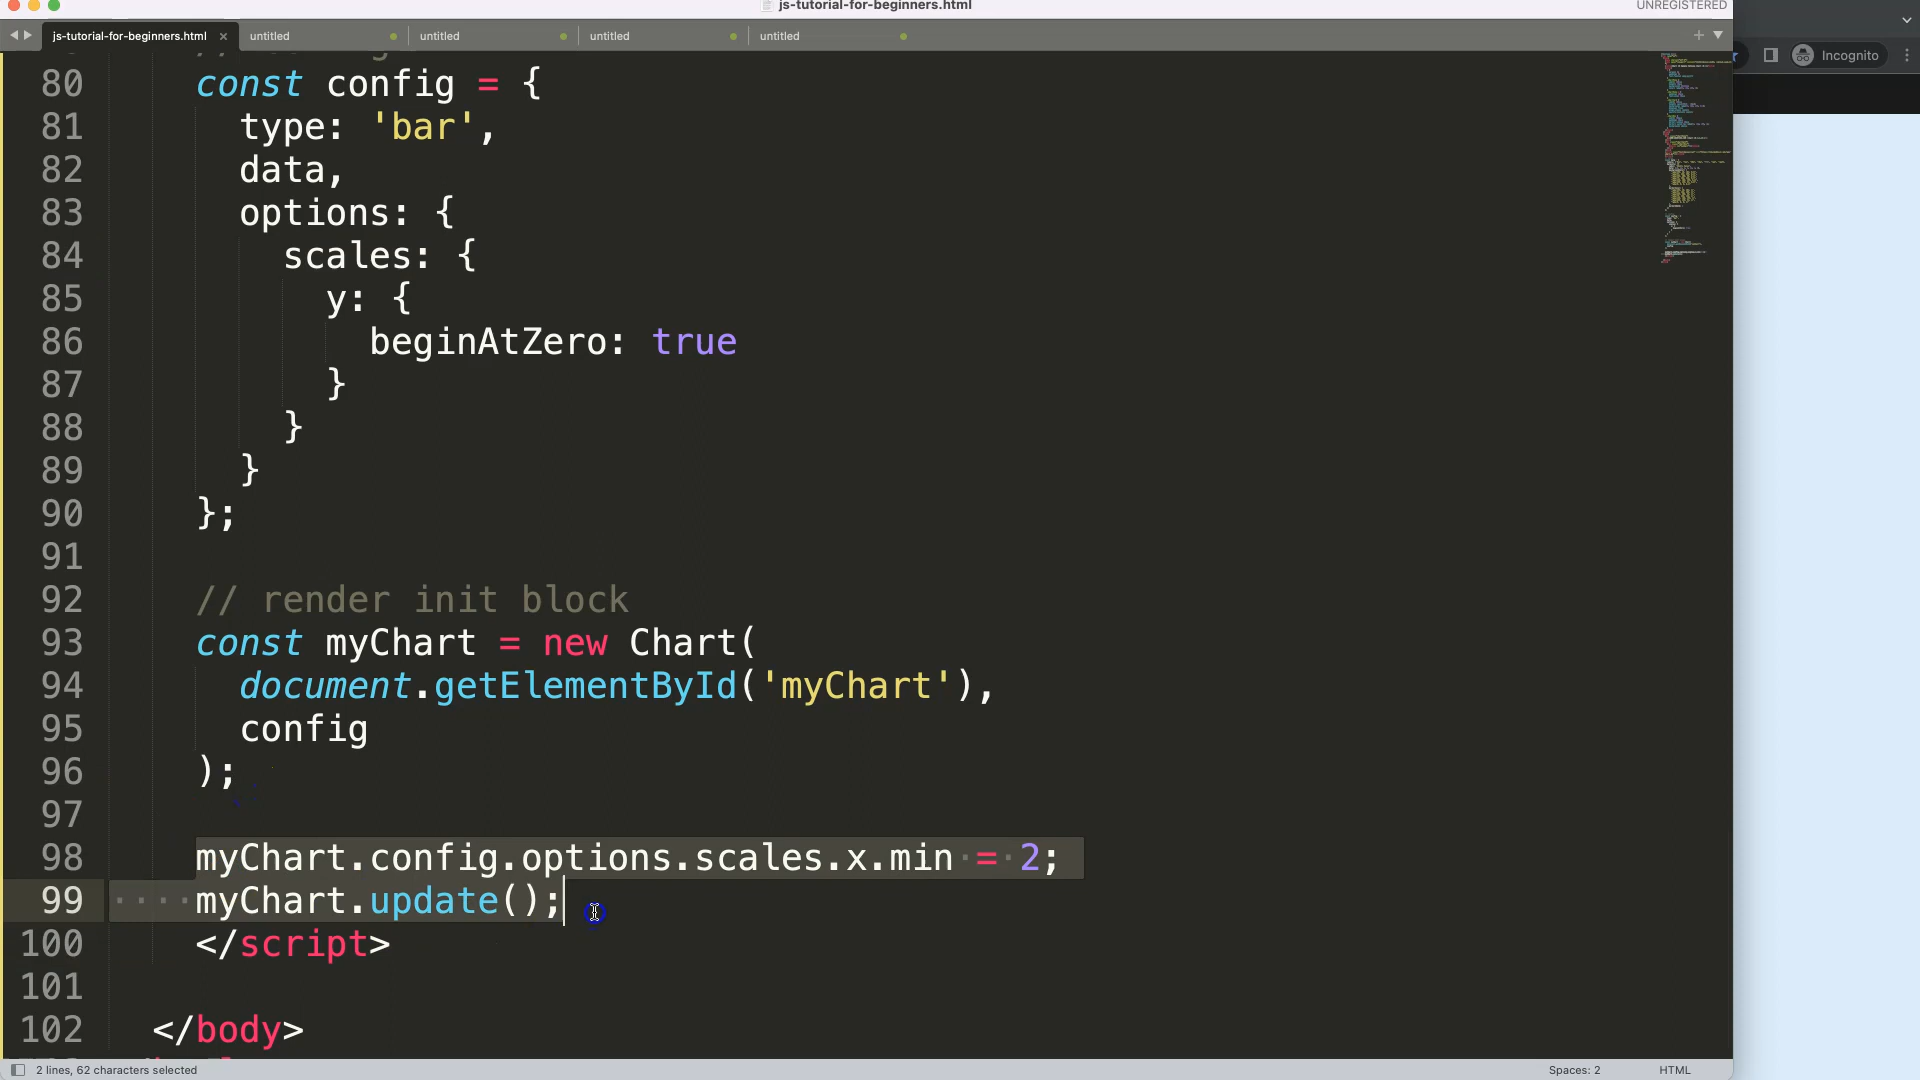 js-tutorial-for-beginners.html
UNREGISTERED
js-tutorial-for-beginners.html × untitled untitled untitled untitled + ▼
Incognito
80 const config = {
81 type: 'bar',
82 data,
83 options: {
84 scales: {
85 y: {
86 beginAtZero: true
87 }
88 }
89 }
90 };
91
92 // render init block
93 const myChart = new Chart(
94 document.getElementById('myChart'),
95 config
96 );
97
98 myChart.config.options.scales.x.min = 2;
99 myChart.update();
100 </script>
101
102 </body>
2 lines, 62 characters selected
Spaces: 2
HTML